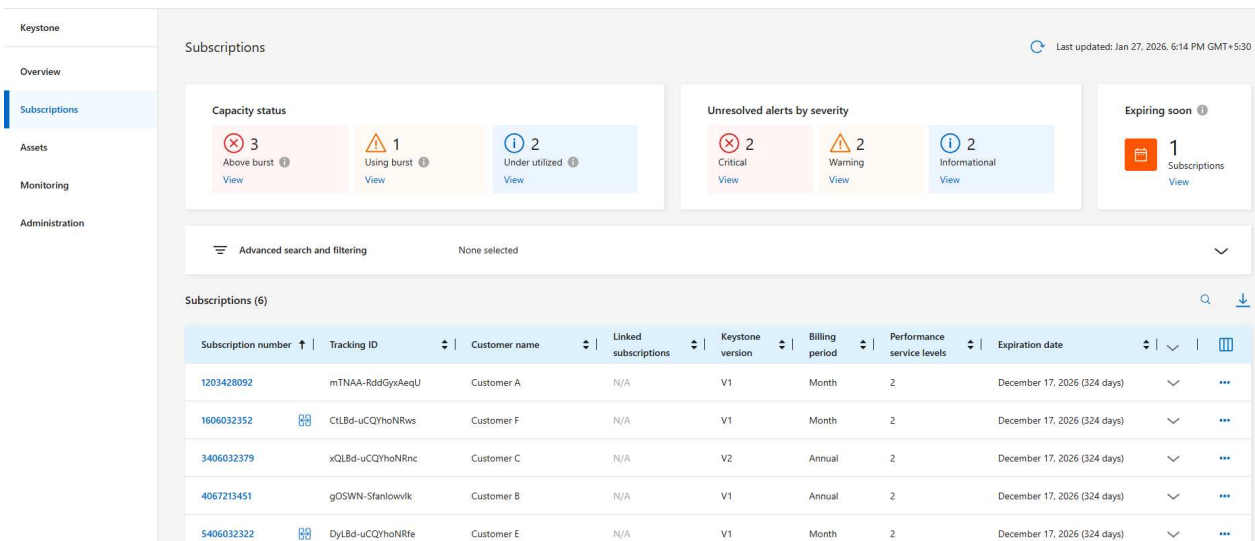 Keystone
Overview
Subscriptions
Assets
Monitoring
Administration
Subscriptions
Last updated: Jan 27, 2026, 6:14 PM GMT+5:30
Capacity status
3
Above burst
View
1
Using burst
View
2
Under utilized
View
Unresolved alerts by severity
2
Critical
View
2
Warning
View
2
Informational
View
Expiring soon
1
Subscriptions
View
Advanced search and filtering None selected
Subscriptions (6)
Subscription number Tracking ID Customer name Linked subscriptions Keystone version Billing period Performance service levels Expiration date
1203428092 mTNAA-RddGyxAeqU Customer A N/A V1 Month 2 December 17, 2026 (324 days)
1606032352 CtLBd-uCQYhoNRws Customer F N/A V1 Month 2 December 17, 2026 (324 days)
3406032379 xQLBd-uCQYhoNRnc Customer C N/A V2 Annual 2 December 17, 2026 (324 days)
4067213451 gOSWN-Sfanlowvlk Customer B N/A V1 Annual 2 December 17, 2026 (324 days)
5406032322 DyLBd-uCQYhoNRfe Customer E N/A V1 Month 2 December 17, 2026 (324 days)